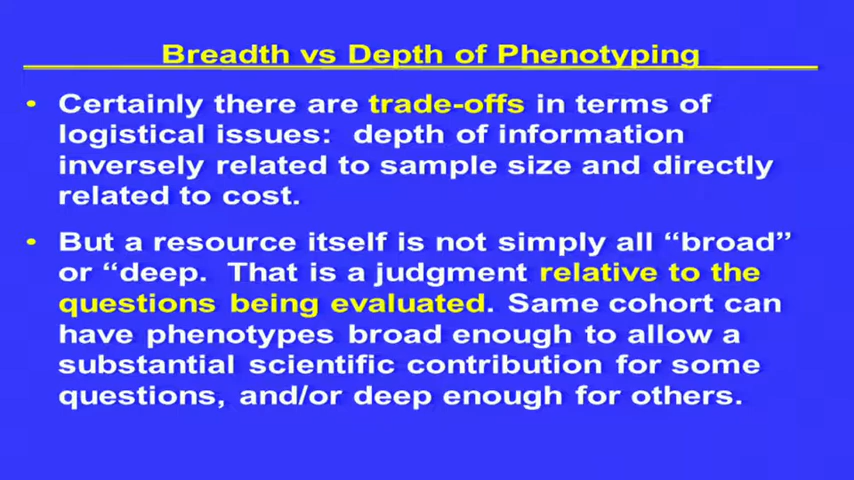 Breadth vs Depth of Phenotyping
• Certainly there are trade-offs in terms of
logistical issues:  depth of information
inversely related to sample size and directly
related to cost.
• But a resource itself is not simply all “broad”
or “deep.  That is a judgment relative to the
questions being evaluated. Same cohort can
have phenotypes broad enough to allow a
substantial scientific contribution for some
questions, and/or deep enough for others.